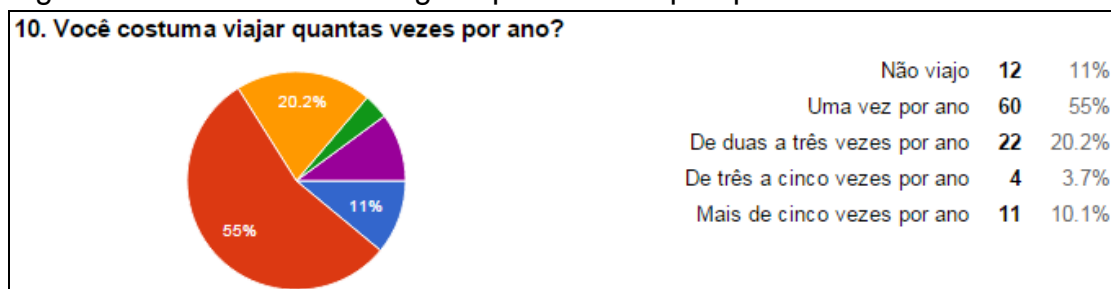 10. Você costuma viajar quantas vezes por ano?
Não viajo 12 11%
Uma vez por ano 60 55%
De duas a três vezes por ano 22 20.2%
De três a cinco vezes por ano 4 3.7%
Mais de cinco vezes por ano 11 10.1%
20.2%
11%
55%